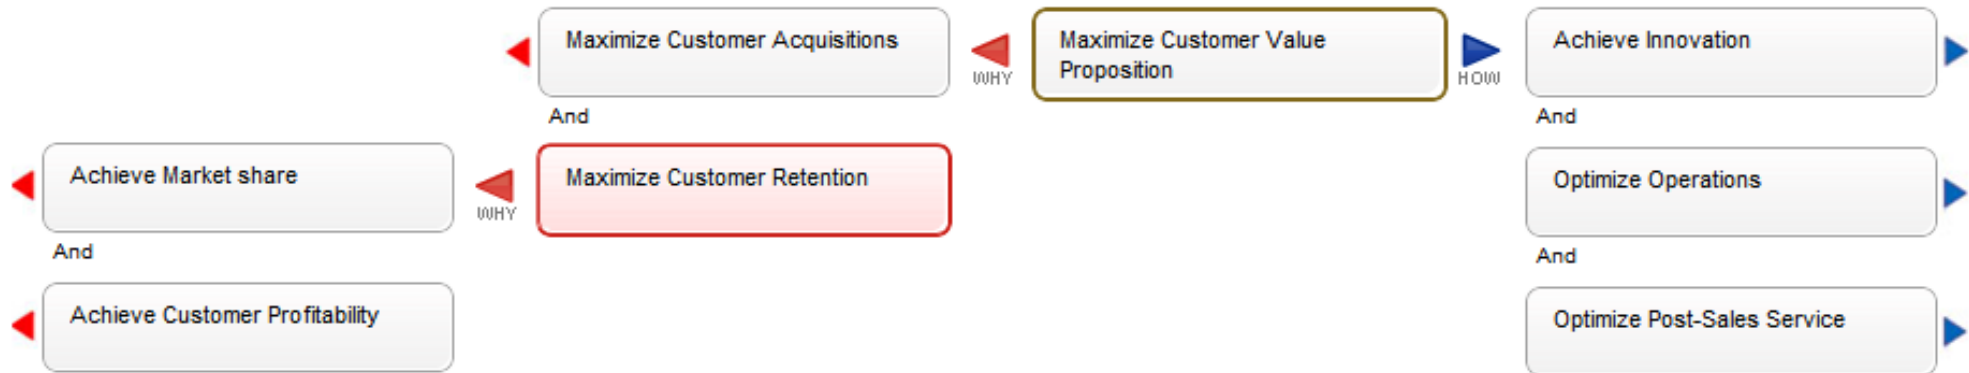 Maximize Customer Acquisitions
WHY
Maximize Customer Value
Proposition
HOW
Achieve Innovation
And
And
Achieve Market share
WHY
Maximize Customer Retention
Optimize Operations
And
And
Achieve Customer Profitability
Optimize Post-Sales Service